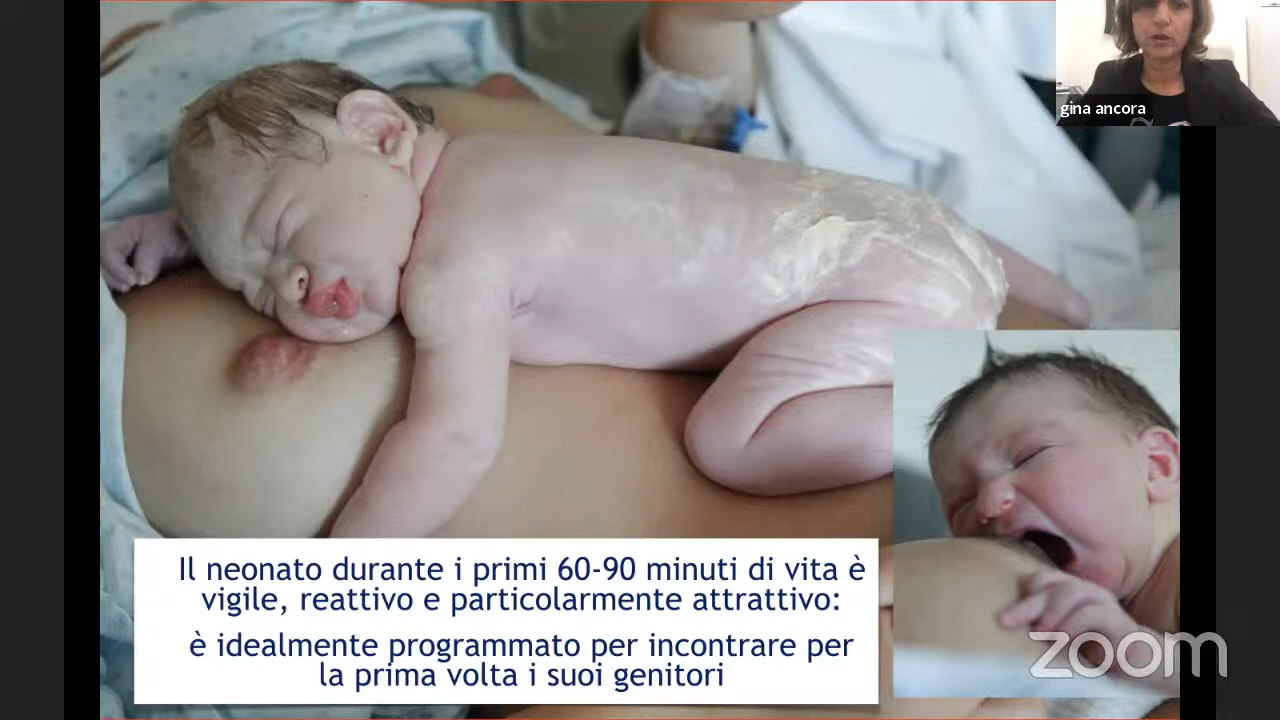 gina ancora
Il neonato durante i primi 60-90 minuti di vita è
vigile, reattivo e particolarmente attrattivo:
è idealmente programmato per incontrare per
la prima volta i suoi genitori
zoom